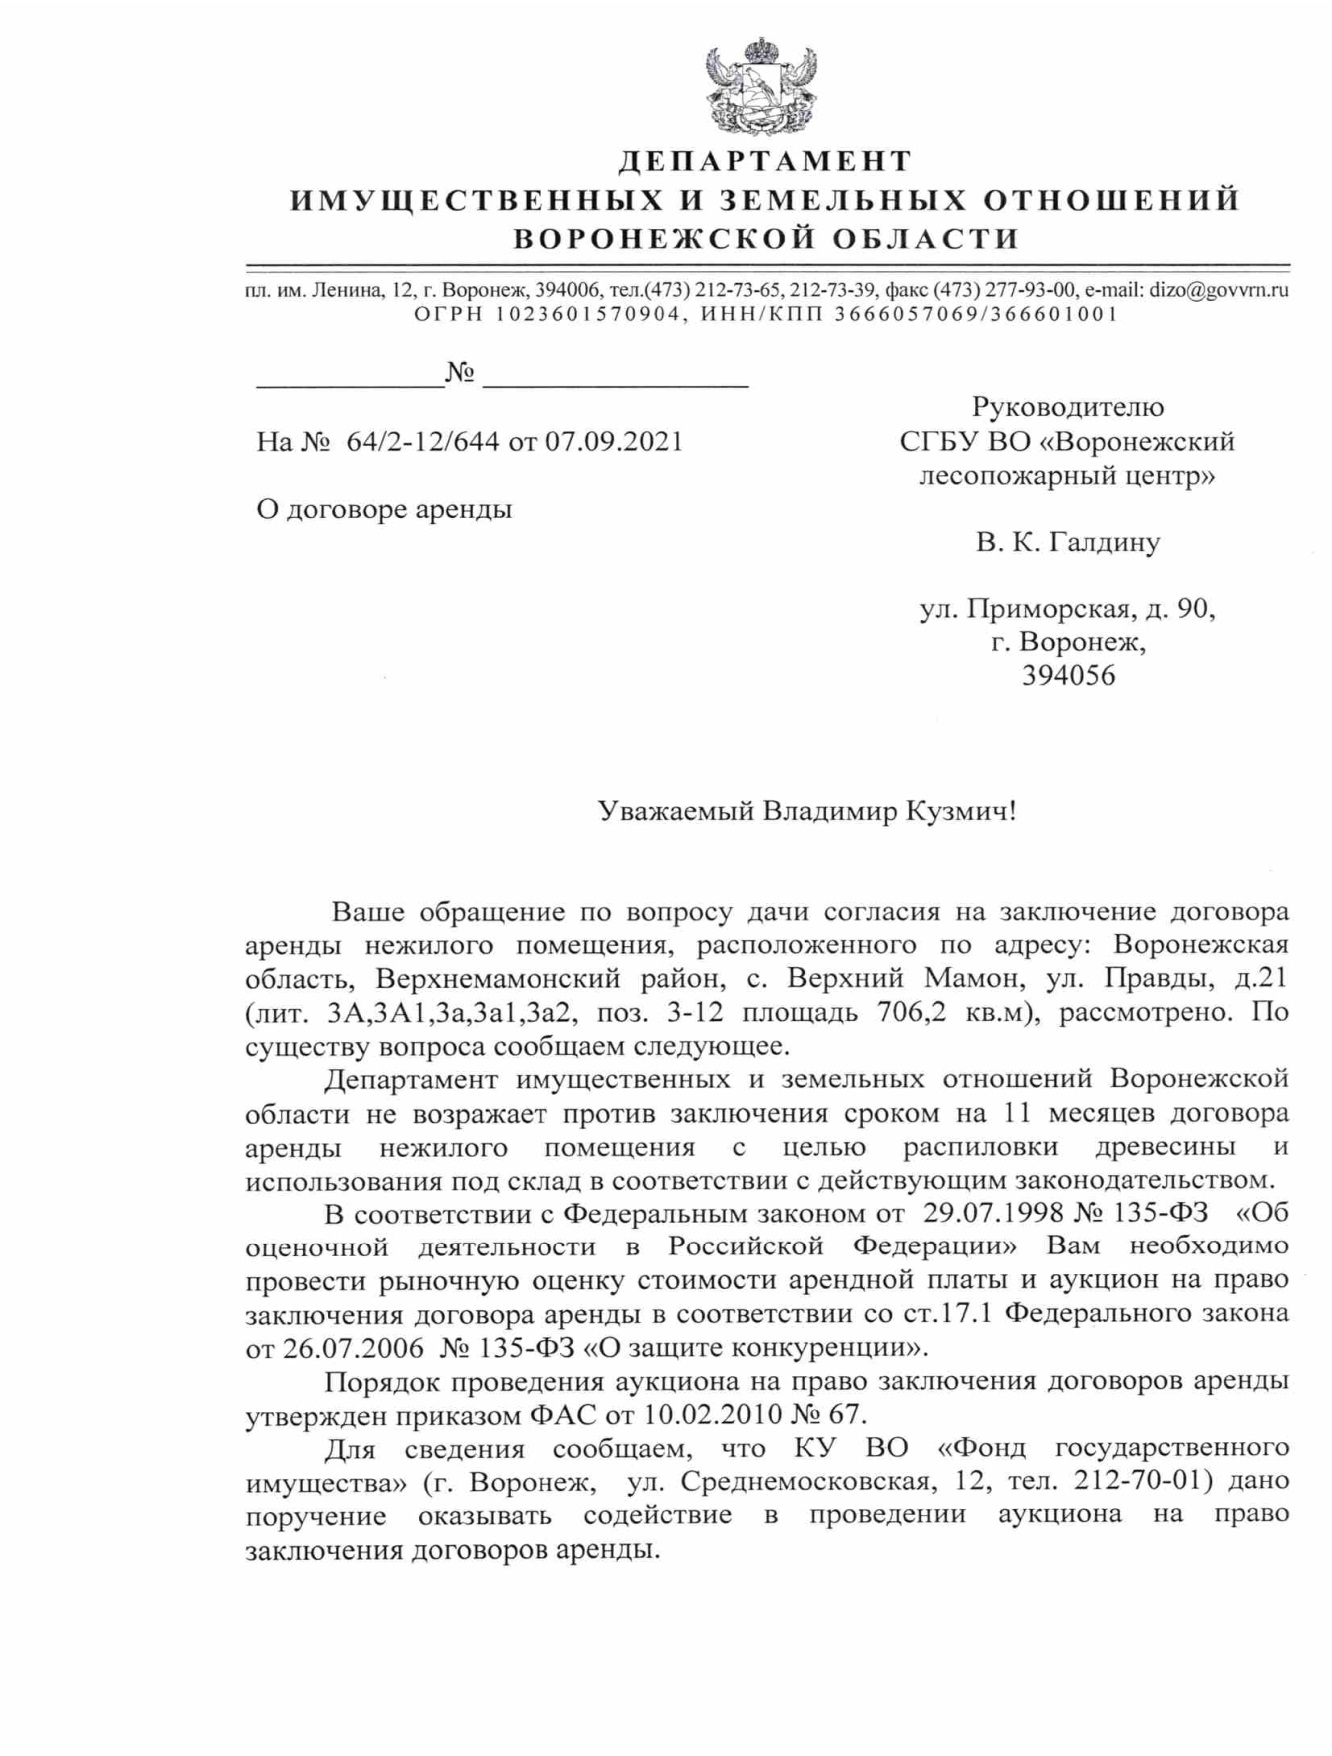 ДЕПАРТАМЕНТ
ИМУЩЕСТВЕННЫХ И ЗЕМЕЛЬНЫХ ОТНОШЕНИЙ
ВОРОНЕЖСКОЙ ОБЛАСТИ
пл. им. Ленина, 12, г. Воронеж, 394006, тел.(473) 212-73-65, 212-73-39, факс (473) 277-93-00, e-mail: dizo@govvrn.ru
ОГРН 1023601570904, ИНН/КПП 3666057069/366601001
____________№ _________________
На № 64/2-12/644 от 07.09.2021
О договоре аренды
Руководителю
СГБУ ВО «Воронежский
лесопожарный центр»
В. К. Галдину
ул. Приморская, д. 90,
г. Воронеж,
394056
Уважаемый Владимир Кузмич!
Ваше обращение по вопросу дачи согласия на заключение договора
аренды нежилого помещения, расположенного по адресу: Воронежская
область, Верхнемамонский район, с. Верхний Мамон, ул. Правды, д.21
(лит. 3А,3А1,3а,3а1,3а2, поз. 3-12 площадь 706,2 кв.м), рассмотрено. По
существу вопроса сообщаем следующее.
Департамент имущественных и земельных отношений Воронежской
области не возражает против заключения сроком на 11 месяцев договора
аренды нежилого помещения с целью распиловки древесины и
использования под склад в соответствии с действующим законодательством.
В соответствии с Федеральным законом от 29.07.1998 № 135-ФЗ «Об
оценочной деятельности в Российской Федерации» Вам необходимо
провести рыночную оценку стоимости арендной платы и аукцион на право
заключения договора аренды в соответствии со ст.17.1 Федерального закона
от 26.07.2006 № 135-ФЗ «О защите конкуренции».
Порядок проведения аукциона на право заключения договоров аренды
утвержден приказом ФАС от 10.02.2010 № 67.
Для сведения сообщаем, что КУ ВО «Фонд государственного
имущества» (г. Воронеж, ул. Среднемосковская, 12, тел. 212-70-01) дано
поручение оказывать содействие в проведении аукциона на право
заключения договоров аренды.